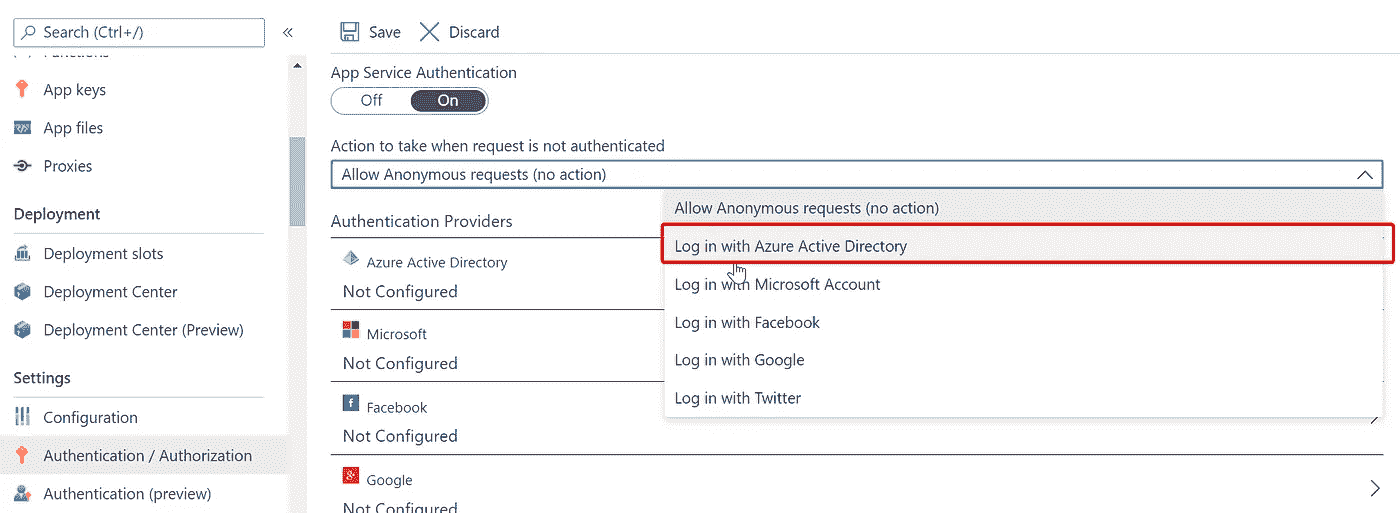 Search (Ctrl+/)
«
Functions
App keys
App files
Proxies
Deployment
Deployment slots
Deployment Center
Deployment Center (Preview)
Settings
Configuration
Authentication / Authorization
Authentication (preview)
Save
Discard
App Service Authentication
Off
On
Action to take when request is not authenticated
Allow Anonymous requests (no action)
Allow Anonymous requests (no action)
Log in with Azure Active Directory
Log in with Microsoft Account
Log in with Facebook
Log in with Google
Log in with Twitter
Authentication Providers
Azure Active Directory
Not Configured
Microsoft
Not Configured
Facebook
Not Configured
Google
Not Configured